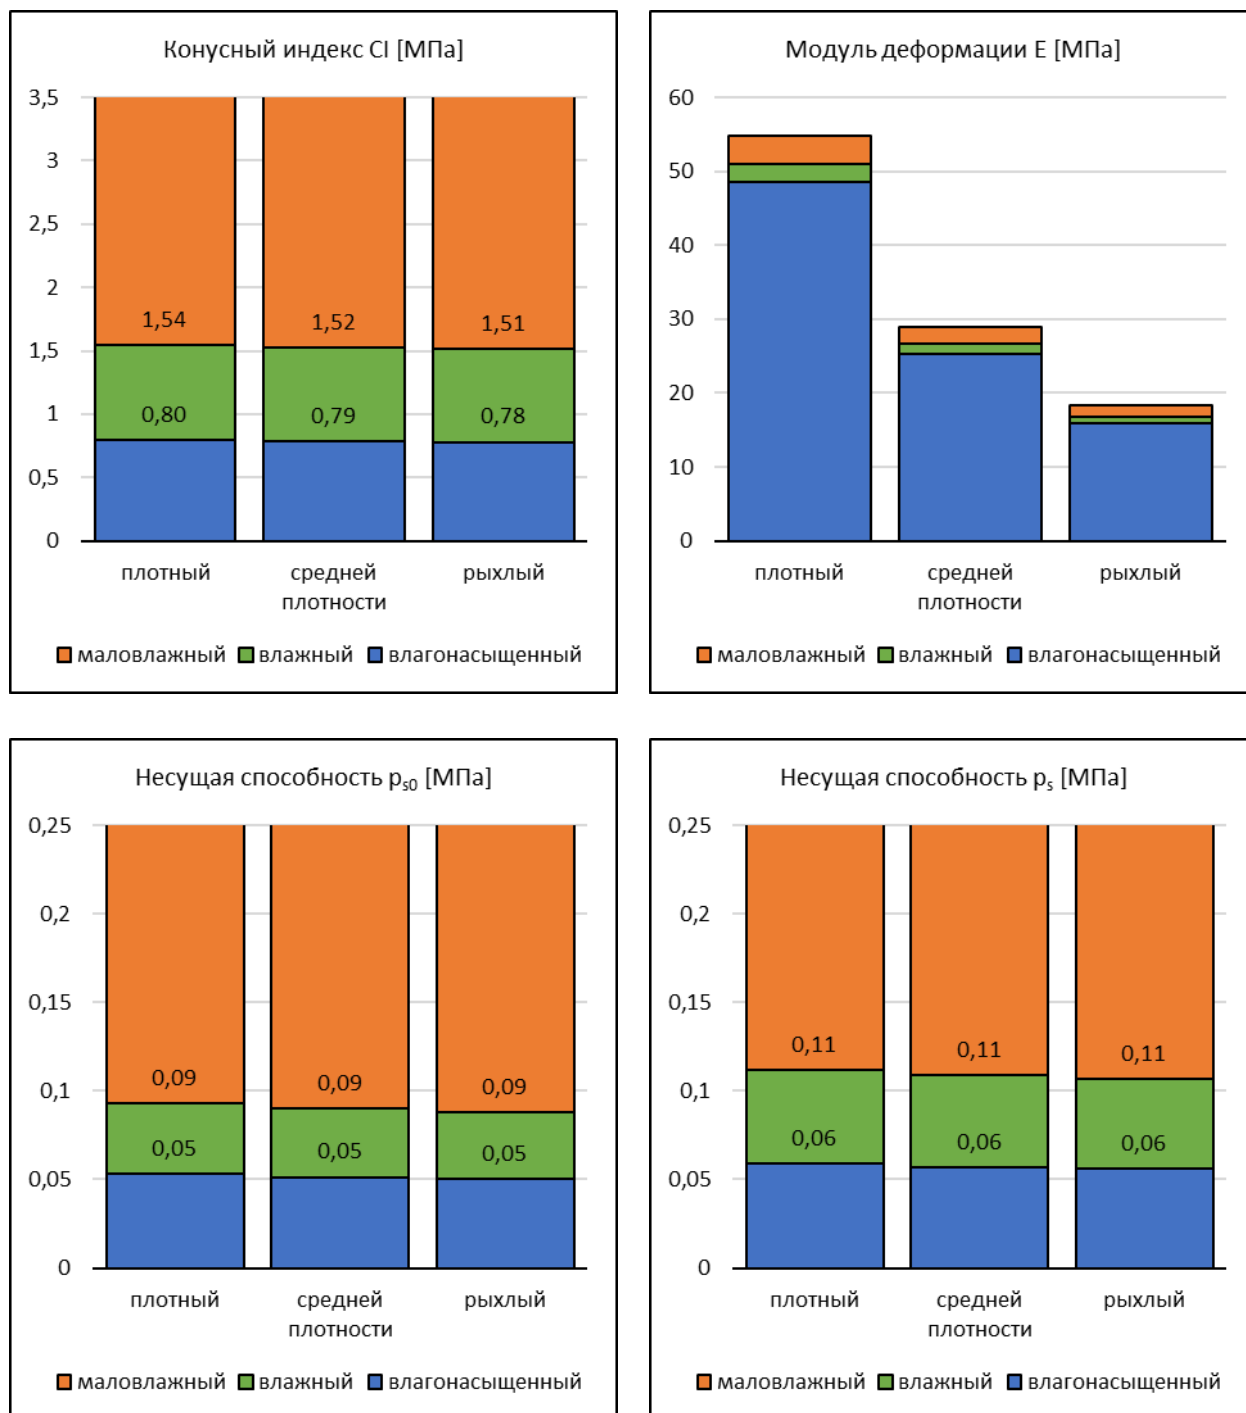 Конусный индекс CI [МПа]
3,5
3
2,5
2
1,5
1
0,5
0
1,54
1,52
1,51
0,80
0,79
0,78
плотный
средней
плотности
рыхлый
маловлажный влажный влагонасыщенный
Модуль деформации E [МПа]
60
50
40
30
20
10
0
плотный
средней
плотности
рыхлый
маловлажный влажный влагонасыщенный
Несущая способность ps0 [МПа]
0,25
0,2
0,15
0,1
0,05
0
0,09
0,09
0,09
0,05
0,05
0,05
плотный
средней
плотности
рыхлый
маловлажный влажный влагонасыщенный
Несущая способность ps [МПа]
0,25
0,2
0,15
0,1
0,05
0
0,11
0,11
0,11
0,06
0,06
0,06
плотный
средней
плотности
рыхлый
маловлажный влажный влагонасыщенный